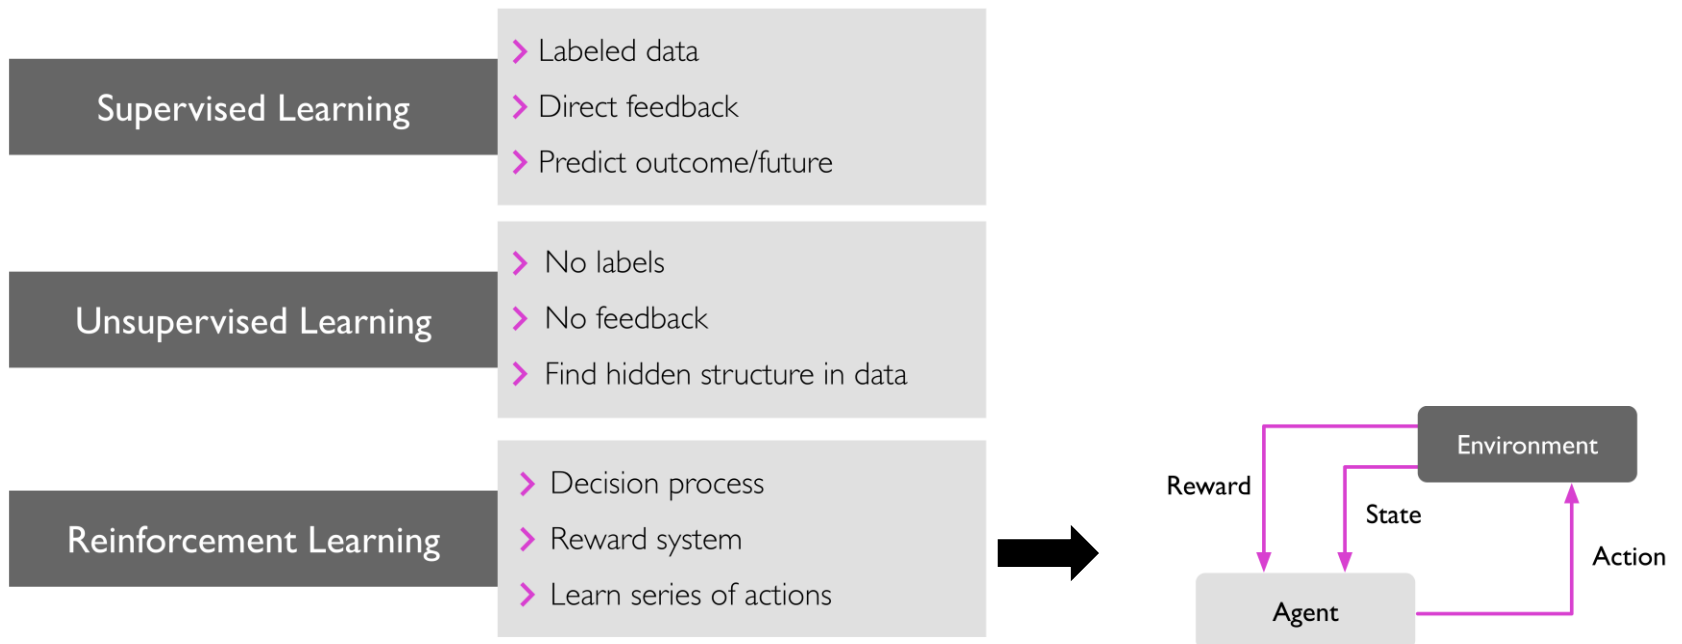 Supervised Learning
Labeled data
Direct feedback
Predict outcome/future
Unsupervised Learning
No labels
No feedback
Find hidden structure in data
Reinforcement Learning
Decision process
Reward system
Learn series of actions
Environment
Reward
State
Action
Agent